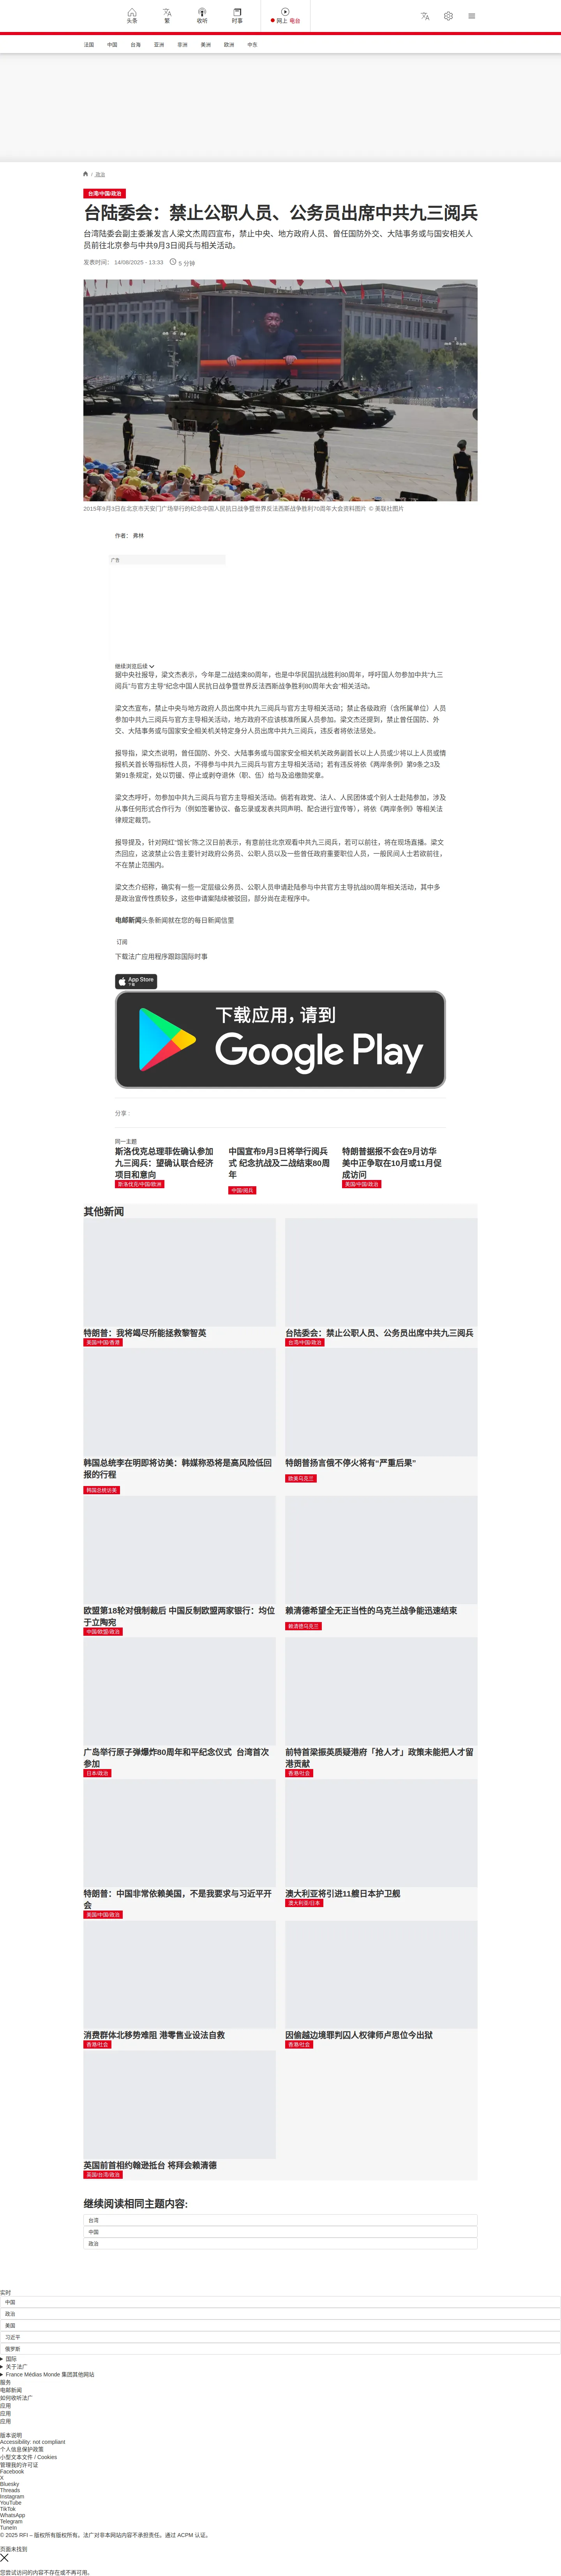 头条
繁
收听
时事
网上 电台
法国
中国
台海
亚洲
非洲
美洲
欧洲
中东
/ 政治
台湾/中国/政治
台陆委会：禁止公职人员、公务员出席中共九三阅兵
台湾陆委会副主委兼发言人梁文杰周四宣布，禁止中央、地方政府人员、曾任国防外交、大陆事务或与国安相关人
员前往北京参与中共9月3日阅兵与相关活动。
发表时间： 14/08/2025 - 13:33
5 分钟
2015年9月3日在北京市天安门广场举行的纪念中国人民抗日战争暨世界反法西斯战争胜利70周年大会资料图片 © 美联社图片
作者： 弗林
广告
继续浏览后续
据中央社报导，梁文杰表示，今年是二战结束80周年，也是中华民国抗战胜利80周年，呼吁国人勿参加中共“九三
阅兵”与官方主导“纪念中国人民抗日战争暨世界反法西斯战争胜利80周年大会”相关活动。
梁文杰宣布，禁止中央与地方政府人员出席中共九三阅兵与官方主导相关活动；禁止各级政府（含所属单位）人员
参加中共九三阅兵与官方主导相关活动，地方政府不应该核准所属人员参加。梁文杰还提到，禁止曾任国防、外
交、大陆事务或与国家安全相关机关特定身分人员出席中共九三阅兵，违反者将依法惩处。
报导指，梁文杰说明，曾任国防、外交、大陆事务或与国家安全相关机关政务副首长以上人员或少将以上人员或情
报机关首长等指标性人员，不得参与中共九三阅兵与官方主导相关活动；若有违反将依《两岸条例》第9条之3及
第91条规定，处以罚锾、停止或剥夺退休（职、伍）给与及追缴勋奖章。
梁文杰呼吁，勿参加中共九三阅兵与官方主导相关活动。倘若有政党、法人、人民团体或个别人士赴陆参加，涉及
从事任何形式合作行为（例如签署协议、备忘录或发表共同声明、配合进行宣传等），将依《两岸条例》等相关法
律规定裁罚。
报导提及，针对网红“馆长”陈之汉日前表示，有意前往北京观看中共九三阅兵，若可以前往，将在现场直播。梁文
杰回应，这波禁止公告主要针对政府公务员、公职人员以及一些曾任政府重要职位人员，一般民间人士若欲前往，
不在禁止范围内。
梁文杰介绍称，确实有一些一定层级公务员、公职人员申请赴陆参与中共官方主导抗战80周年相关活动，其中多
是政治宣传性质较多，这些申请案陆续被驳回，部分尚在走程序中。
电邮新闻头条新闻就在您的每日新闻信里
订阅
下载法广应用程序跟踪国际时事
App Store
下载
下载应用，请到
Google Play
分享 :
同一主题
斯洛伐克总理菲佐确认参加
九三阅兵：望确认联合经济
项目和意向
斯洛伐克/中国/欧洲
中国宣布9月3日将举行阅兵
式 纪念抗战及二战结束80周
年
中国/阅兵
特朗普据报不会在9月访华
美中正争取在10月或11月促
成访问
美国/中国/政治
其他新闻
特朗普：我将竭尽所能拯救黎智英
美国/中国/香港
台陆委会：禁止公职人员、公务员出席中共九三阅兵
台湾/中国/政治
韩国总统李在明即将访美：韩媒称恐将是高风险低回
报的行程
韩国总统访美
特朗普扬言俄不停火将有“严重后果”
欧美乌克兰
欧盟第18轮对俄制裁后 中国反制欧盟两家银行：均位
于立陶宛
中国/欧盟/政治
赖清德希望全无正当性的乌克兰战争能迅速结束
赖清德乌克兰
广岛举行原子弹爆炸80周年和平纪念仪式 台湾首次
参加
日本/政治
前特首梁振英质疑港府「抢人才」政策未能把人才留
港贡献
香港/社会
特朗普：中国非常依赖美国，不是我要求与习近平开
会
美国/中国/政治
澳大利亚将引进11艘日本护卫舰
澳大利亚/日本
消费群体北移势难阻 港零售业设法自救
香港/社会
因偷越边境罪判囚人权律师卢思位今出狱
香港/社会
英国前首相约翰逊抵台 将拜会赖清德
英国/台湾/政治
继续阅读相同主题内容:
台湾
中国
政治
实时
中国
政治
美国
习近平
俄罗斯
国际
关于法广
France Médias Monde 集团其他网站
服务
电邮新闻
如何收听法广
应用
应用
应用
版本说明
Accessibility: not compliant
个人信息保护政策
小型文本文件 / Cookies
管理我的许可证
Facebook
X
Bluesky
Threads
Instagram
YouTube
TikTok
WhatsApp
Telegram
TuneIn
© 2025 RFI – 版权所有版权所有。法广对非本网站内容不承担责任。通过 ACPM 认证。
页面未找到
您尝试访问的内容不存在或不再可用。